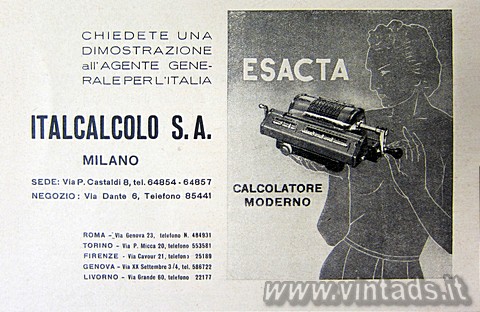 CHIEDETE UNA
DIMOSTRAZIONE
all'AGENTE GENE-
RALE PER L'ITALIA
ITALCALCOLO S.A.
MILANO
SEDE: Via P. Castaldi 8, tel. 64854 - 64857
NEGOZIO: Via Dante 6, Telefono 85441
ROMA - Via Genova 23, telefono N. 484931
TORINO - Via P. Micca 20, telefono 553581
FIRENZE - Via Cavour 21, telefono 25189
GENOVA - Via XX Settembre 3/4, tel. 586722
LIVORNO - Via Grande 60, telefono 22177
ESACTA
CALCOLATORE
MODERNO
www.vintads.it